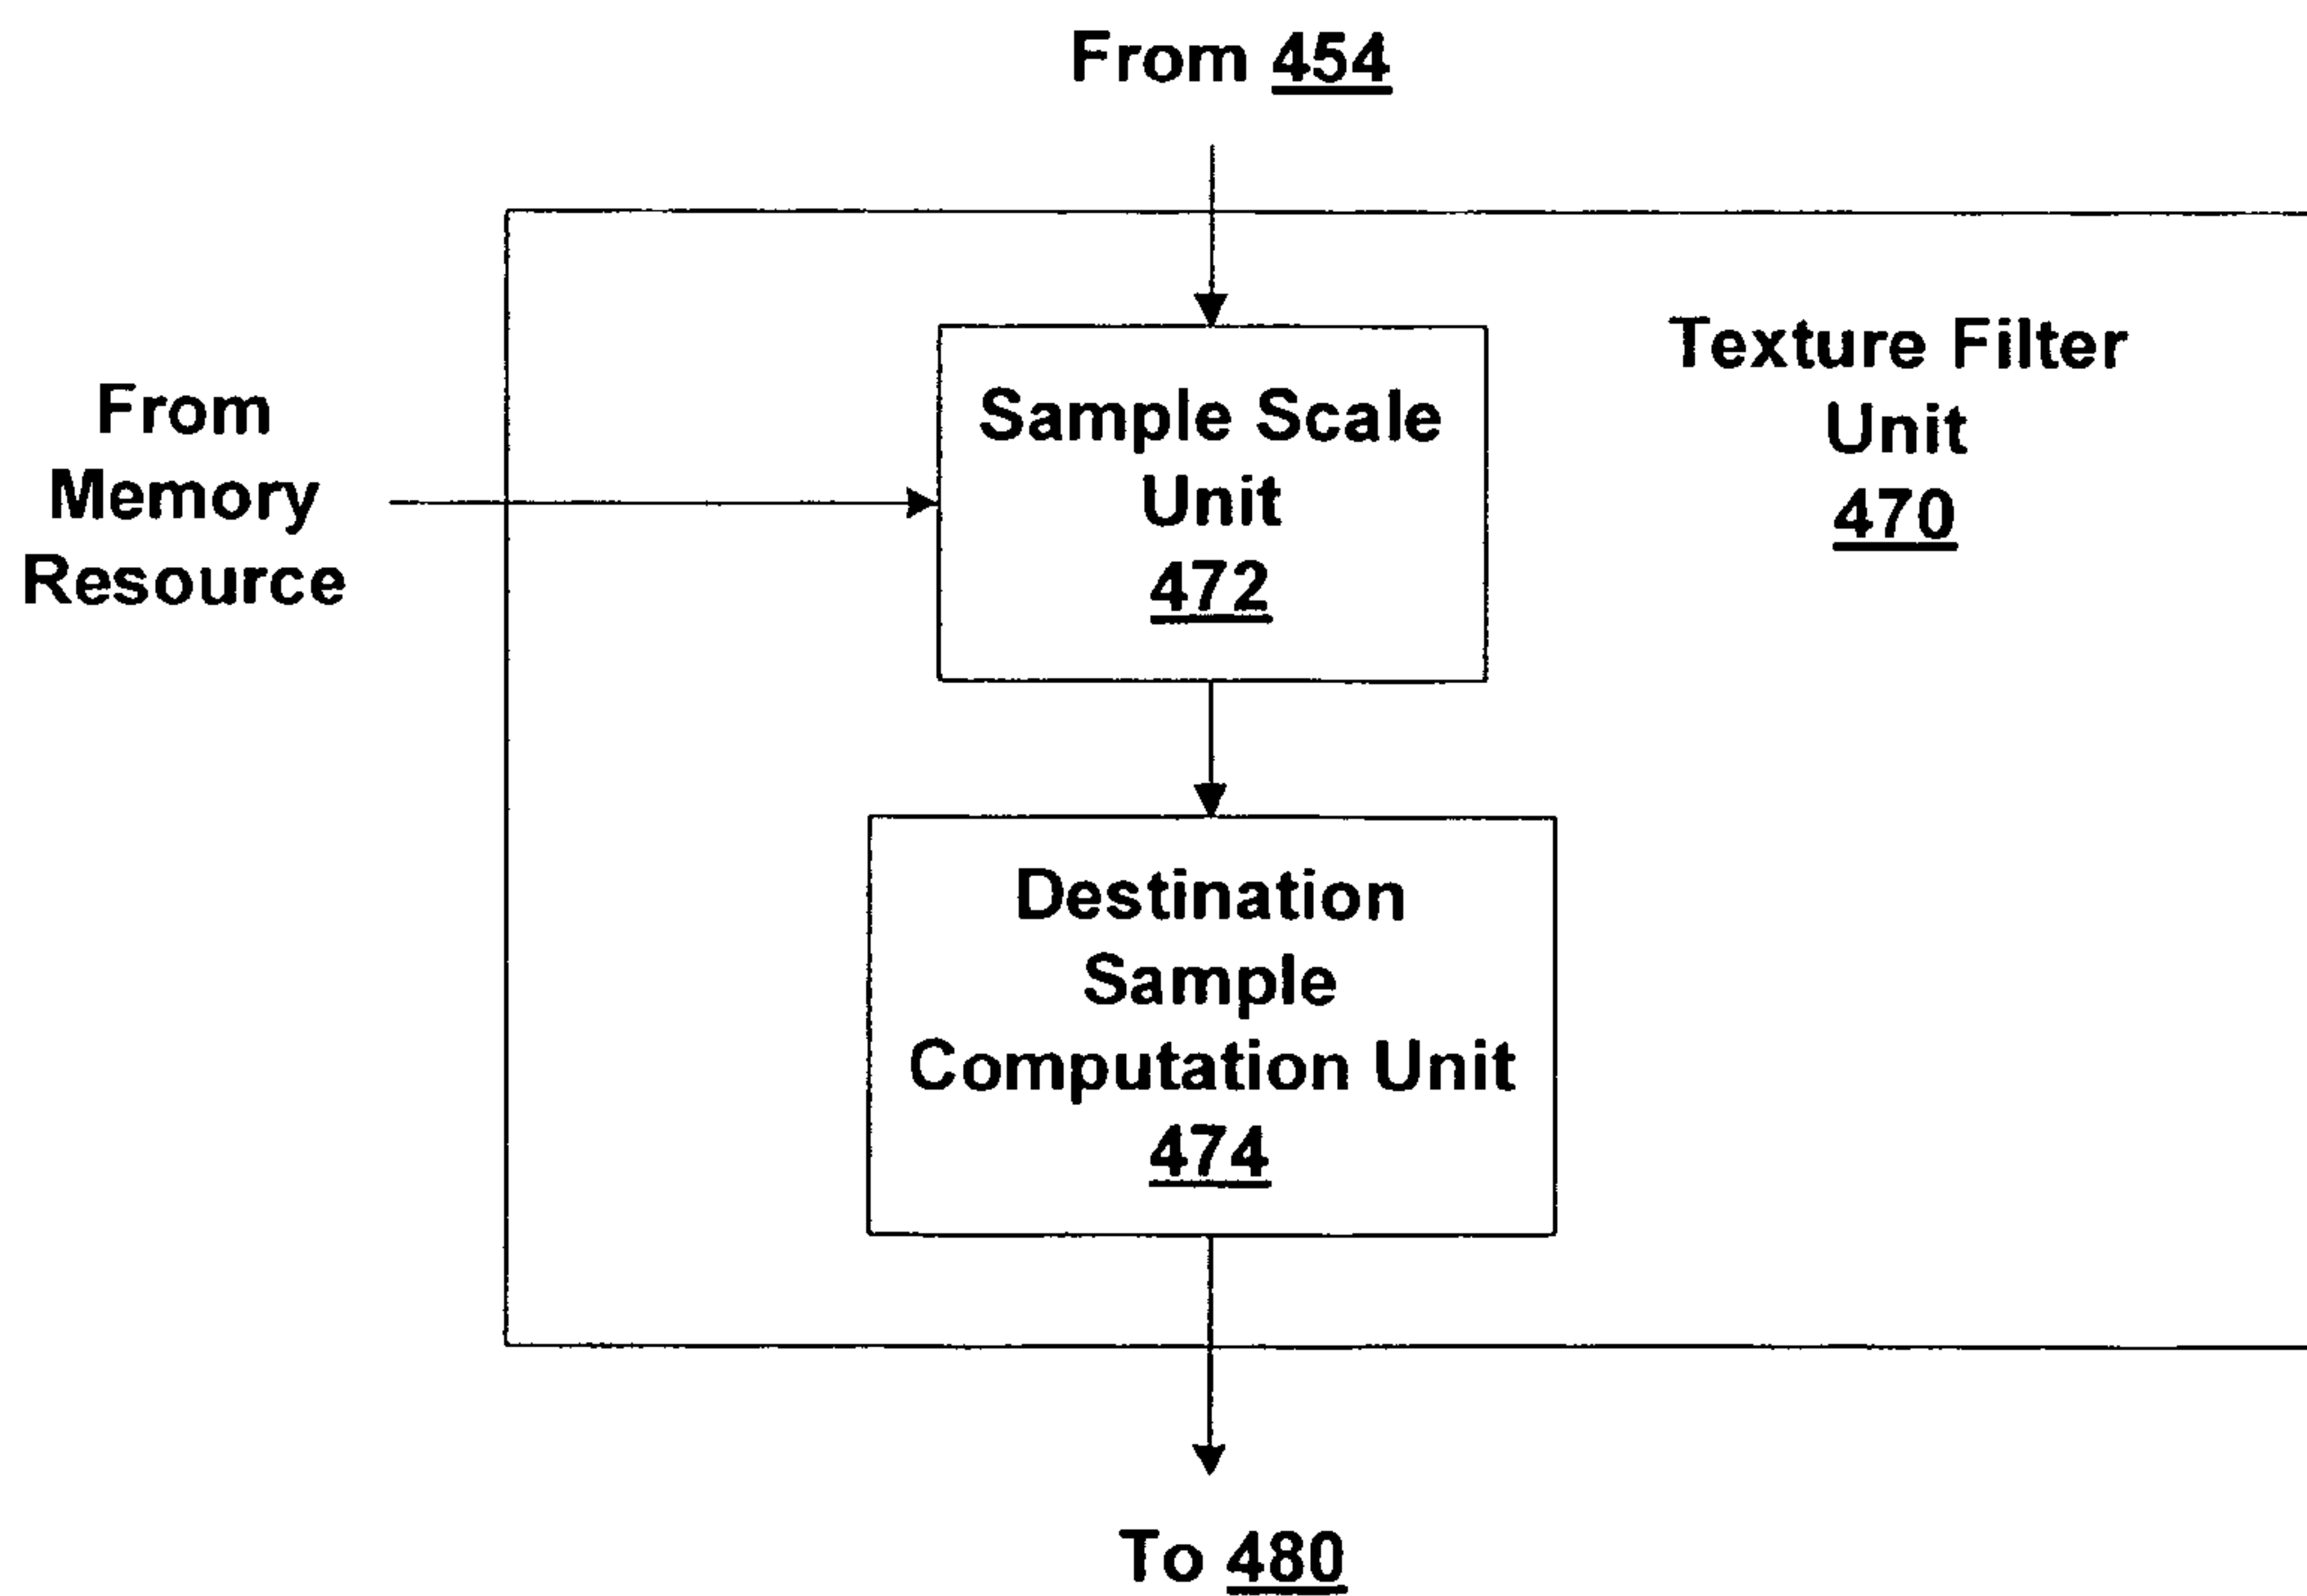 From 454
From
Memory
Resource
Sample Scale
Unit
472
Texture Filter
Unit
470
Destination
Sample
Computation Unit
474
To 480